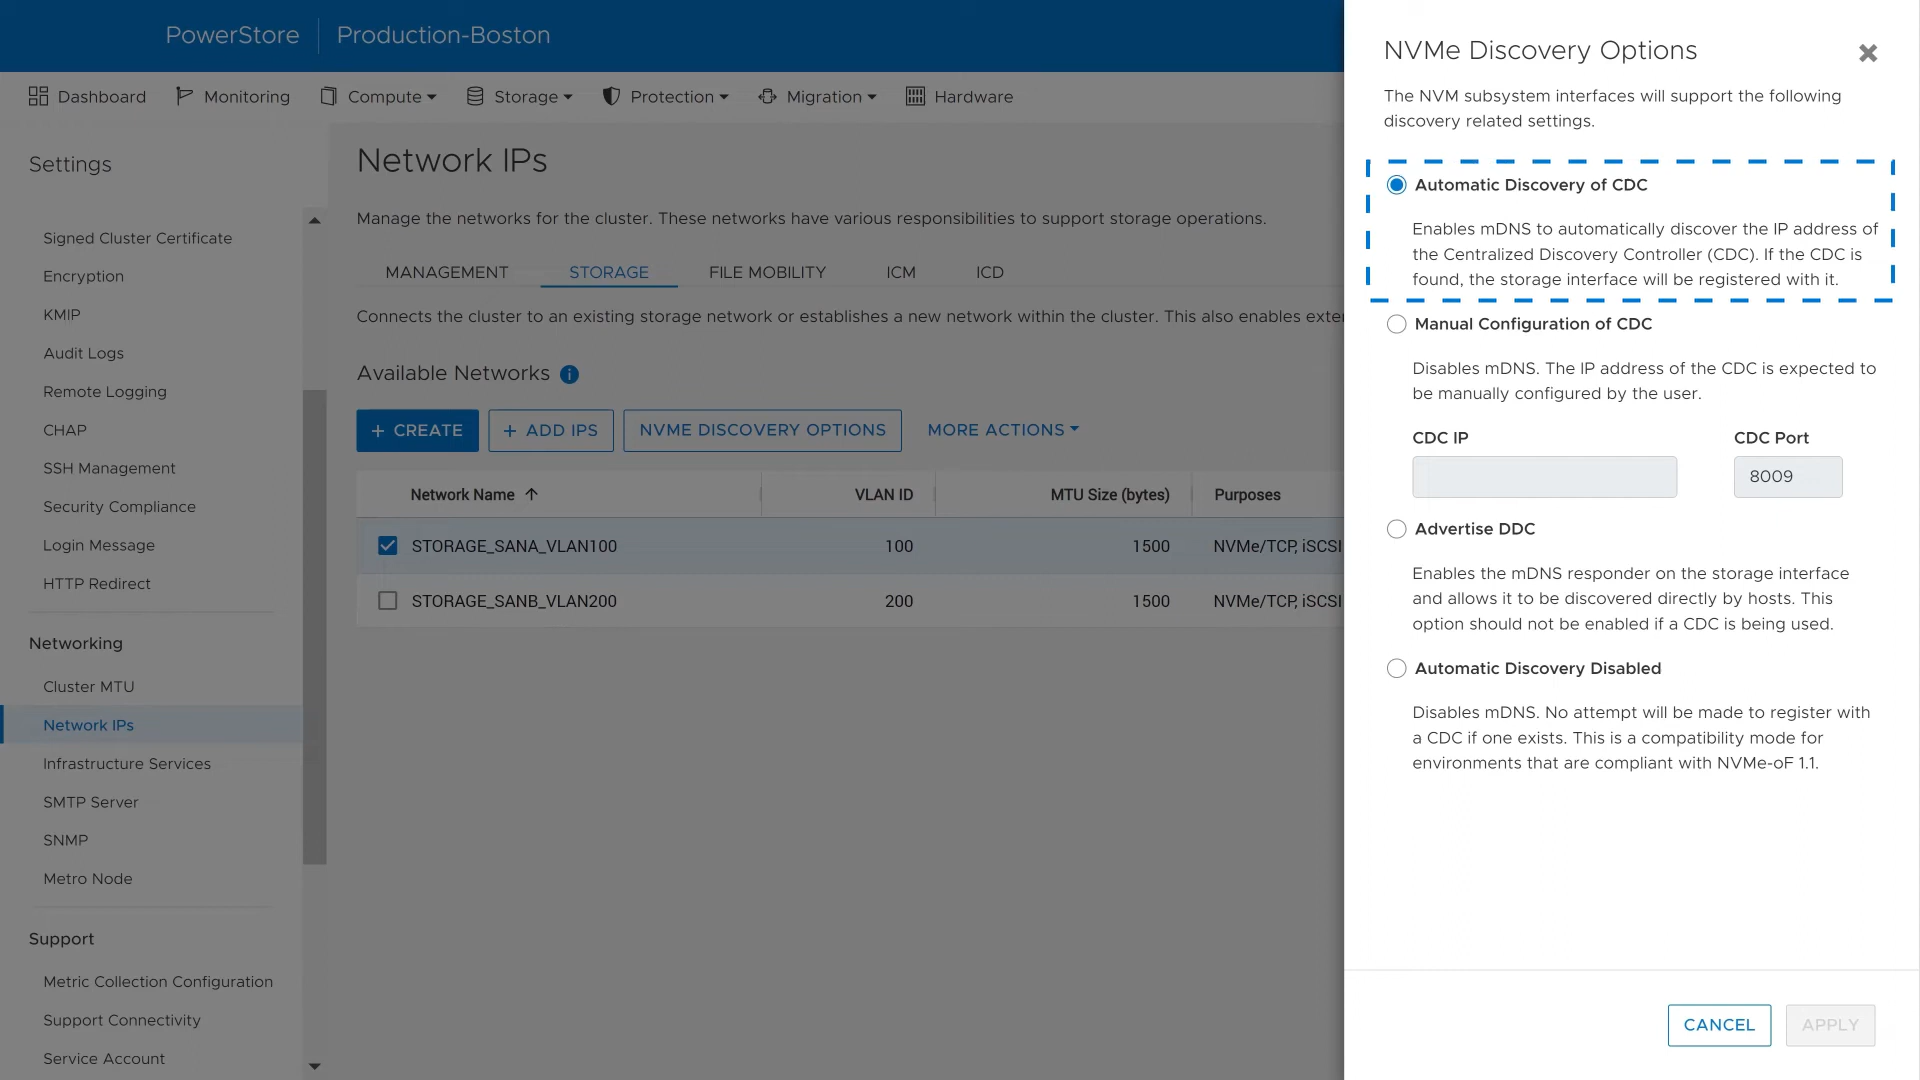 PowerStore
Production-Boston
Dashboard
Monitoring
Compute
Storage
Protection
Migration
Hardware
Settings
Signed Cluster Certificate
Encryption
KMIP
Audit Logs
Remote Logging
CHAP
SSH Management
Security Compliance
Login Message
HTTP Redirect
Networking
Cluster MTU
Network IPs
Infrastructure Services
SMTP Server
SNMP
Metro Node
Support
Metric Collection Configuration
Support Connectivity
Service Account
Network IPs
Manage the networks for the cluster. These networks have various responsibilities to support storage operations.
MANAGEMENT
STORAGE
FILE MOBILITY
ICM
ICD
Connects the cluster to an existing storage network or establishes a new network within the cluster. This also enables exter
Available Networks
+ CREATE
+ ADD IPS
NVME DISCOVERY OPTIONS
MORE ACTIONS
Network Name ↑
VLAN ID
MTU Size (bytes)
Purposes
STORAGE_SANA_VLAN100
100
1500
NVMe/TCP, iSCSI
STORAGE_SANB_VLAN200
200
1500
NVMe/TCP, iSCSI
NVMe Discovery Options
The NVM subsystem interfaces will support the following
discovery related settings.
Automatic Discovery of CDC
Enables mDNS to automatically discover the IP address of
the Centralized Discovery Controller (CDC). If the CDC is
found, the storage interface will be registered with it.
Manual Configuration of CDC
Disables mDNS. The IP address of the CDC is expected to
be manually configured by the user.
CDC IP
CDC Port
8009
Advertise DDC
Enables the mDNS responder on the storage interface
and allows it to be discovered directly by hosts. This
option should not be enabled if a CDC is being used.
Automatic Discovery Disabled
Disables mDNS. No attempt will be made to register with
a CDC if one exists. This is a compatibility mode for
environments that are compliant with NVMe-oF 1.1.
CANCEL
APPLY